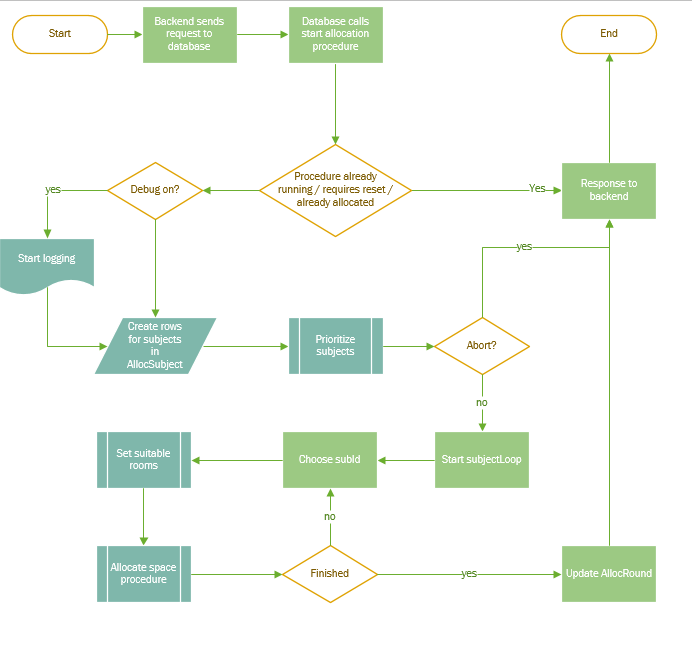 Start
Backend sends
request to
database
Database calls
start allocation
procedure
End
Procedure already
running / requires reset /
already allocated
Debug on?
yes
Yes
Response to
backend
Start logging
yes
Create rows
for subjects
in
AllocSubject
Prioritize
subjects
Abort?
no
Set suitable
rooms
Choose subId
Start subjectLoop
no
Allocate space
procedure
Finished
yes
Update AllocRound